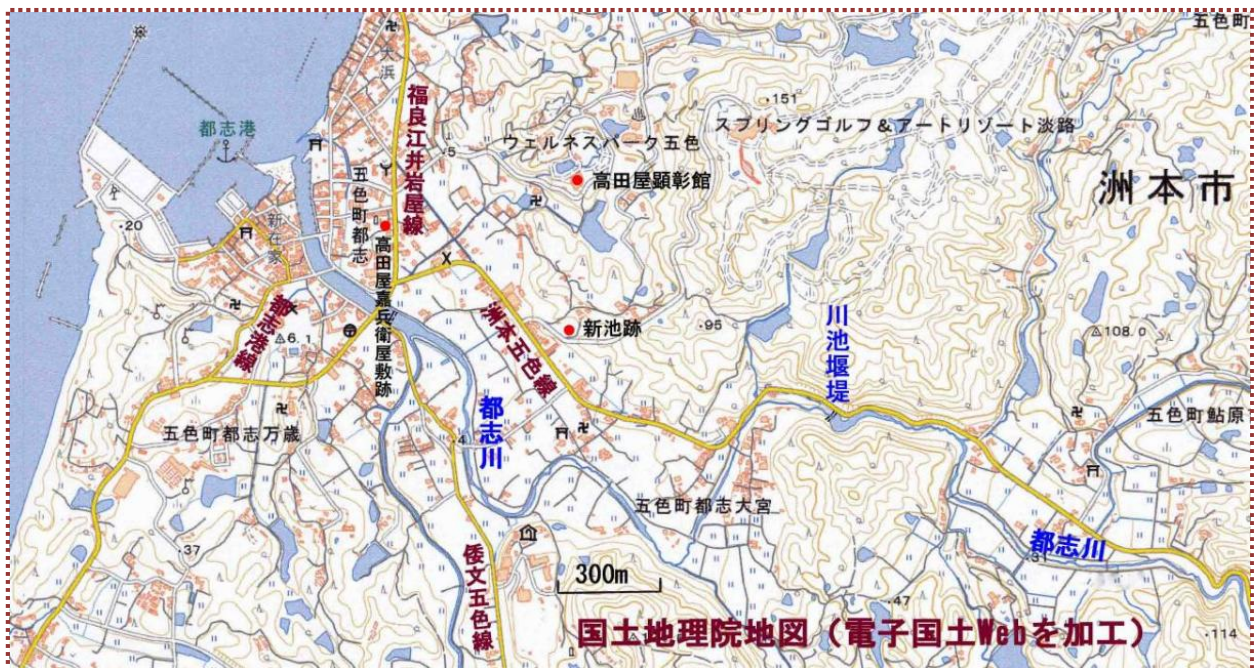 五色町
大浜
福良江井岩屋線
都志港
・151
スプリングゴルフ&アートリゾート淡路
ウェルネスパーク五色
・5
高田屋顕彰館
洲本市
五色町都志
・20
新在家
高田屋嘉兵衛屋敷跡
新池跡
・95
川池堰堤
108.0
都志港線
6.1
洲本五色線
都志川
五色町都志万歳
・4
五色町鮎原
五色町都志大宮
・37
倭文五色線
300m
都志川
・31
・47
・114
国土地理院地図（電子国土Webを加工）